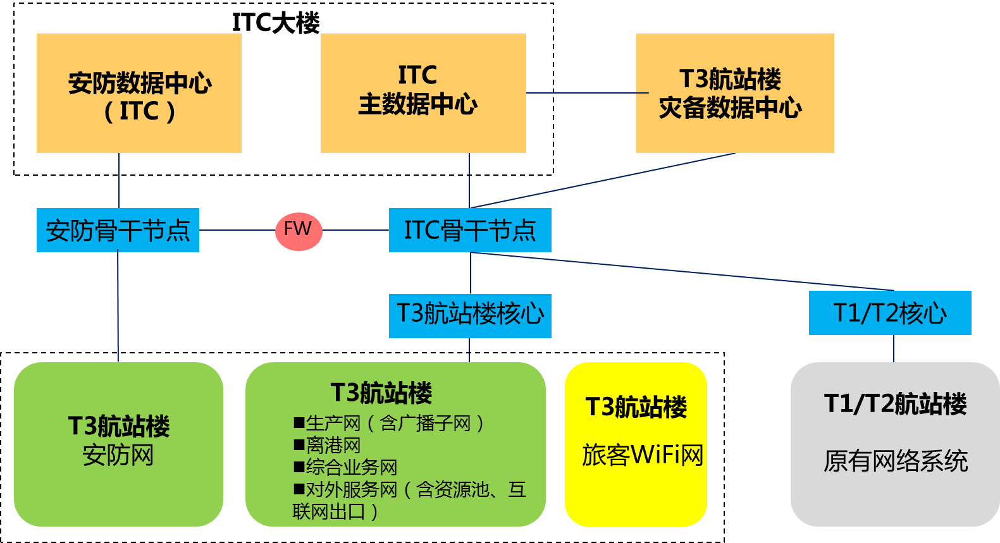 ITC大楼
安防数据中心
（ITC）
ITC
主数据中心
T3航站楼
灾备数据中心
安防骨干节点
FW
ITC骨干节点
T3航站楼核心
T1/T2核心
T3航站楼
安防网
T3航站楼
■生产网（含广播子网）
■离港网
■综合业务网
■对外服务网（含资源池、互
联网出口）
T3航站楼
旅客WiFi网
T1/T2航站楼
原有网络系统